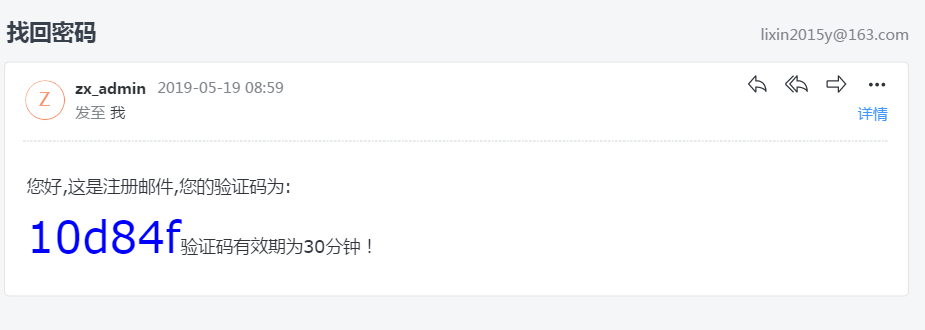 找回密码
lixin2015y@163.com
Z
zx_admin 2019-05-19 08:59
发至 我
详情
您好,这是注册邮件,您的验证码为:
10d84f验证码有效期为30分钟！